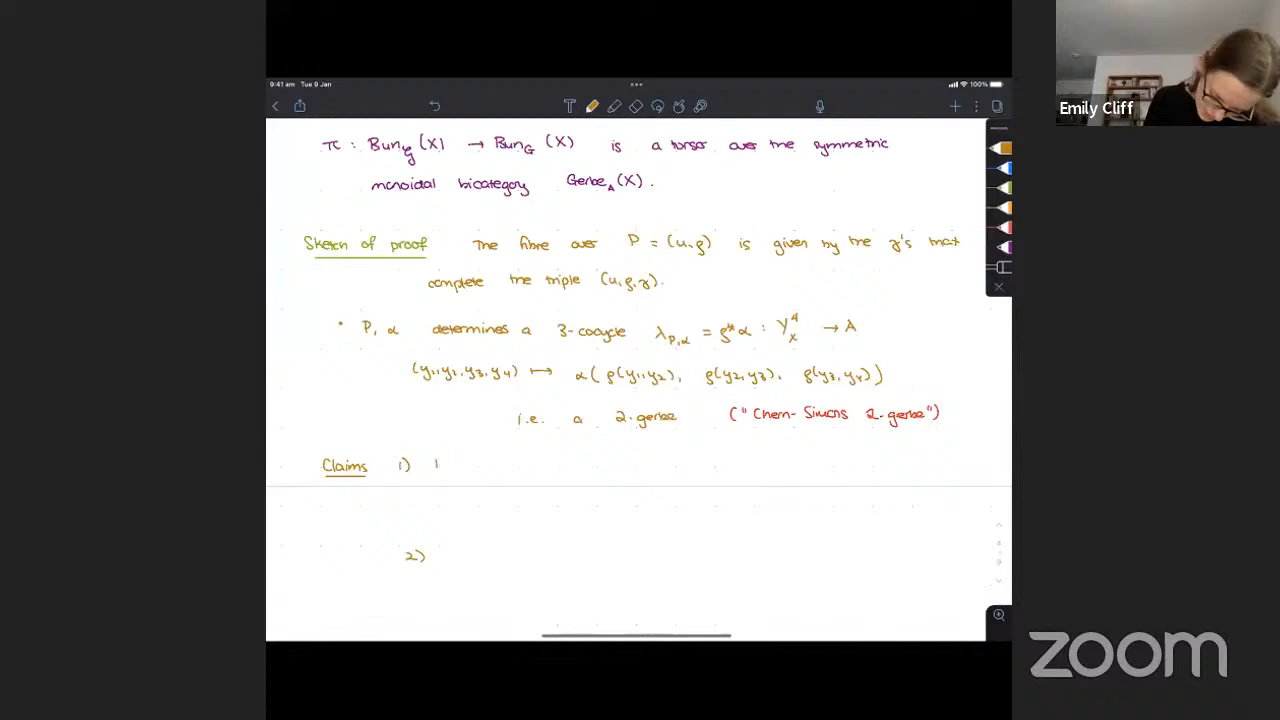 9:41 am Tue 9 Jan
100%
Emily Cliff
π : Bun_𝒢 (X) → Bun_G (X) is a torsor over the symmetric
monoidal bicategory Gerbe_A (X).
Sketch of proof The fibre over P = (u, ρ) is given by the γ's that
complete the triple (u, ρ, γ).
• P, α determines a 3-cocycle λ_{P,α} = ρ*α : Y_X^4 → A
(y1, y2, y3, y4) ↦ α( ρ(y1, y2), ρ(y2, y3), ρ(y3, y4))
i.e. a 2-gerbe ("Chern-Simons 2-gerbe")
Claims 1)
2)
zoom